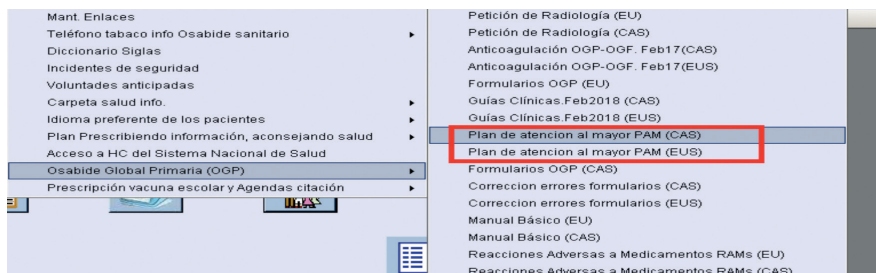 Mant. Enlaces
Teléfono tabaco info Osabide sanitario
Diccionario Siglas
Incidentes de seguridad
Voluntades anticipadas
Carpeta salud info.
Idioma preferente de los pacientes
Plan Prescribiendo información, aconsejando salud
Acceso a HC del Sistema Nacional de Salud
Osabide Global Primaria (OGP)
Prescripción vacuna escolar y Agendas citación
Petición de Radiología (EU)
Petición de Radiología (CAS)
Anticoagulación OGP-OGF. Feb17(CAS)
Anticoagulación OGP-OGF. Feb17(EUS)
Formularios OGP (EU)
Guías Clínicas.Feb2018 (CAS)
Guías Clínicas.Feb2018 (EUS)
Plan de atencion al mayor PAM (CAS)
Plan de atencion al mayor PAM (EUS)
Formularios OGP (CAS)
Correccion errores formularios (CAS)
Correccion errores formularios (EUS)
Manual Básico (EU)
Manual Básico (CAS)
Reacciones Adversas a Medicamentos RAMs (EU)
Reacciones Adversas a Medicamentos RAMs (CAS)